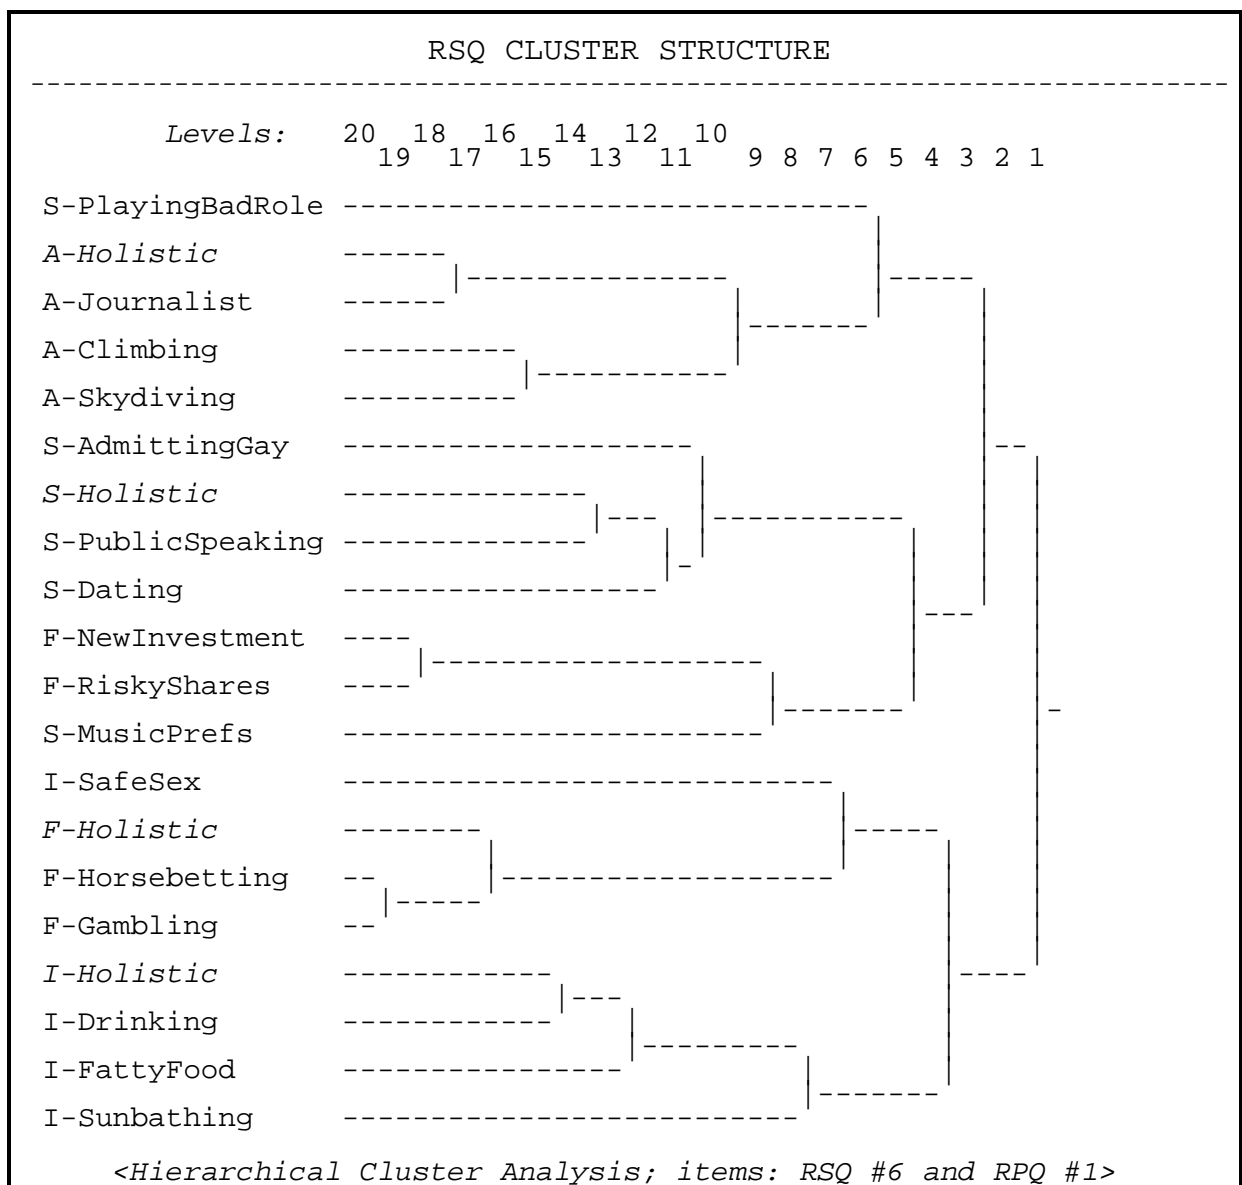 RSQ CLUSTER STRUCTURE
Levels: 20 18 16 14 12 10
19 17 15 13 11 9 8 7 6 5 4 3 2 1
S-PlayingBadRole
A-Holistic
A-Journalist
A-Climbing
A-Skydiving
S-AdmittingGay
S-Holistic
S-PublicSpeaking
S-Dating
F-NewInvestment
F-RiskyShares
S-MusicPrefs
I-SafeSex
F-Holistic
F-Horsebetting
F-Gambling
I-Holistic
I-Drinking
I-FattyFood
I-Sunbathing
<Hierarchical Cluster Analysis; items: RSQ #6 and RPQ #1>